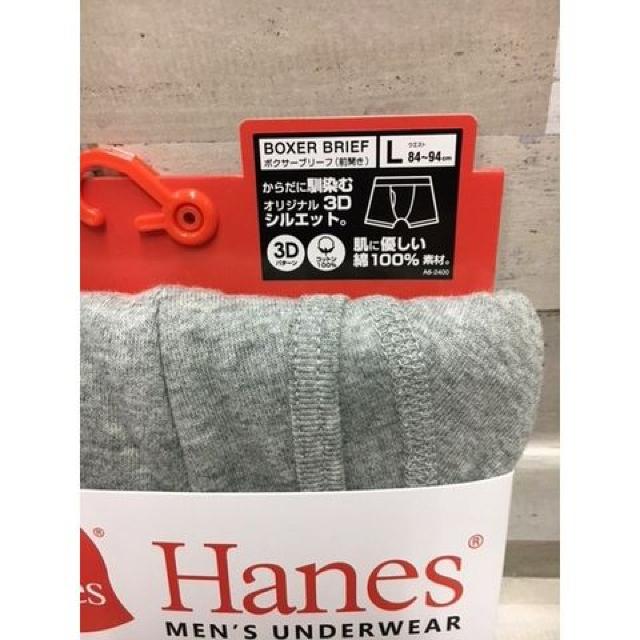 BOXER BRIEF
ボクサーブリーフ(前開き)
L ウエスト 84~94cm
からだに馴染む
オリジナル 3D
シルエット。
3D パターン
コットン 100%
肌に優しい
綿100% 素材。
A6-2400
es®
Hanes®
MEN'S UNDERWEAR